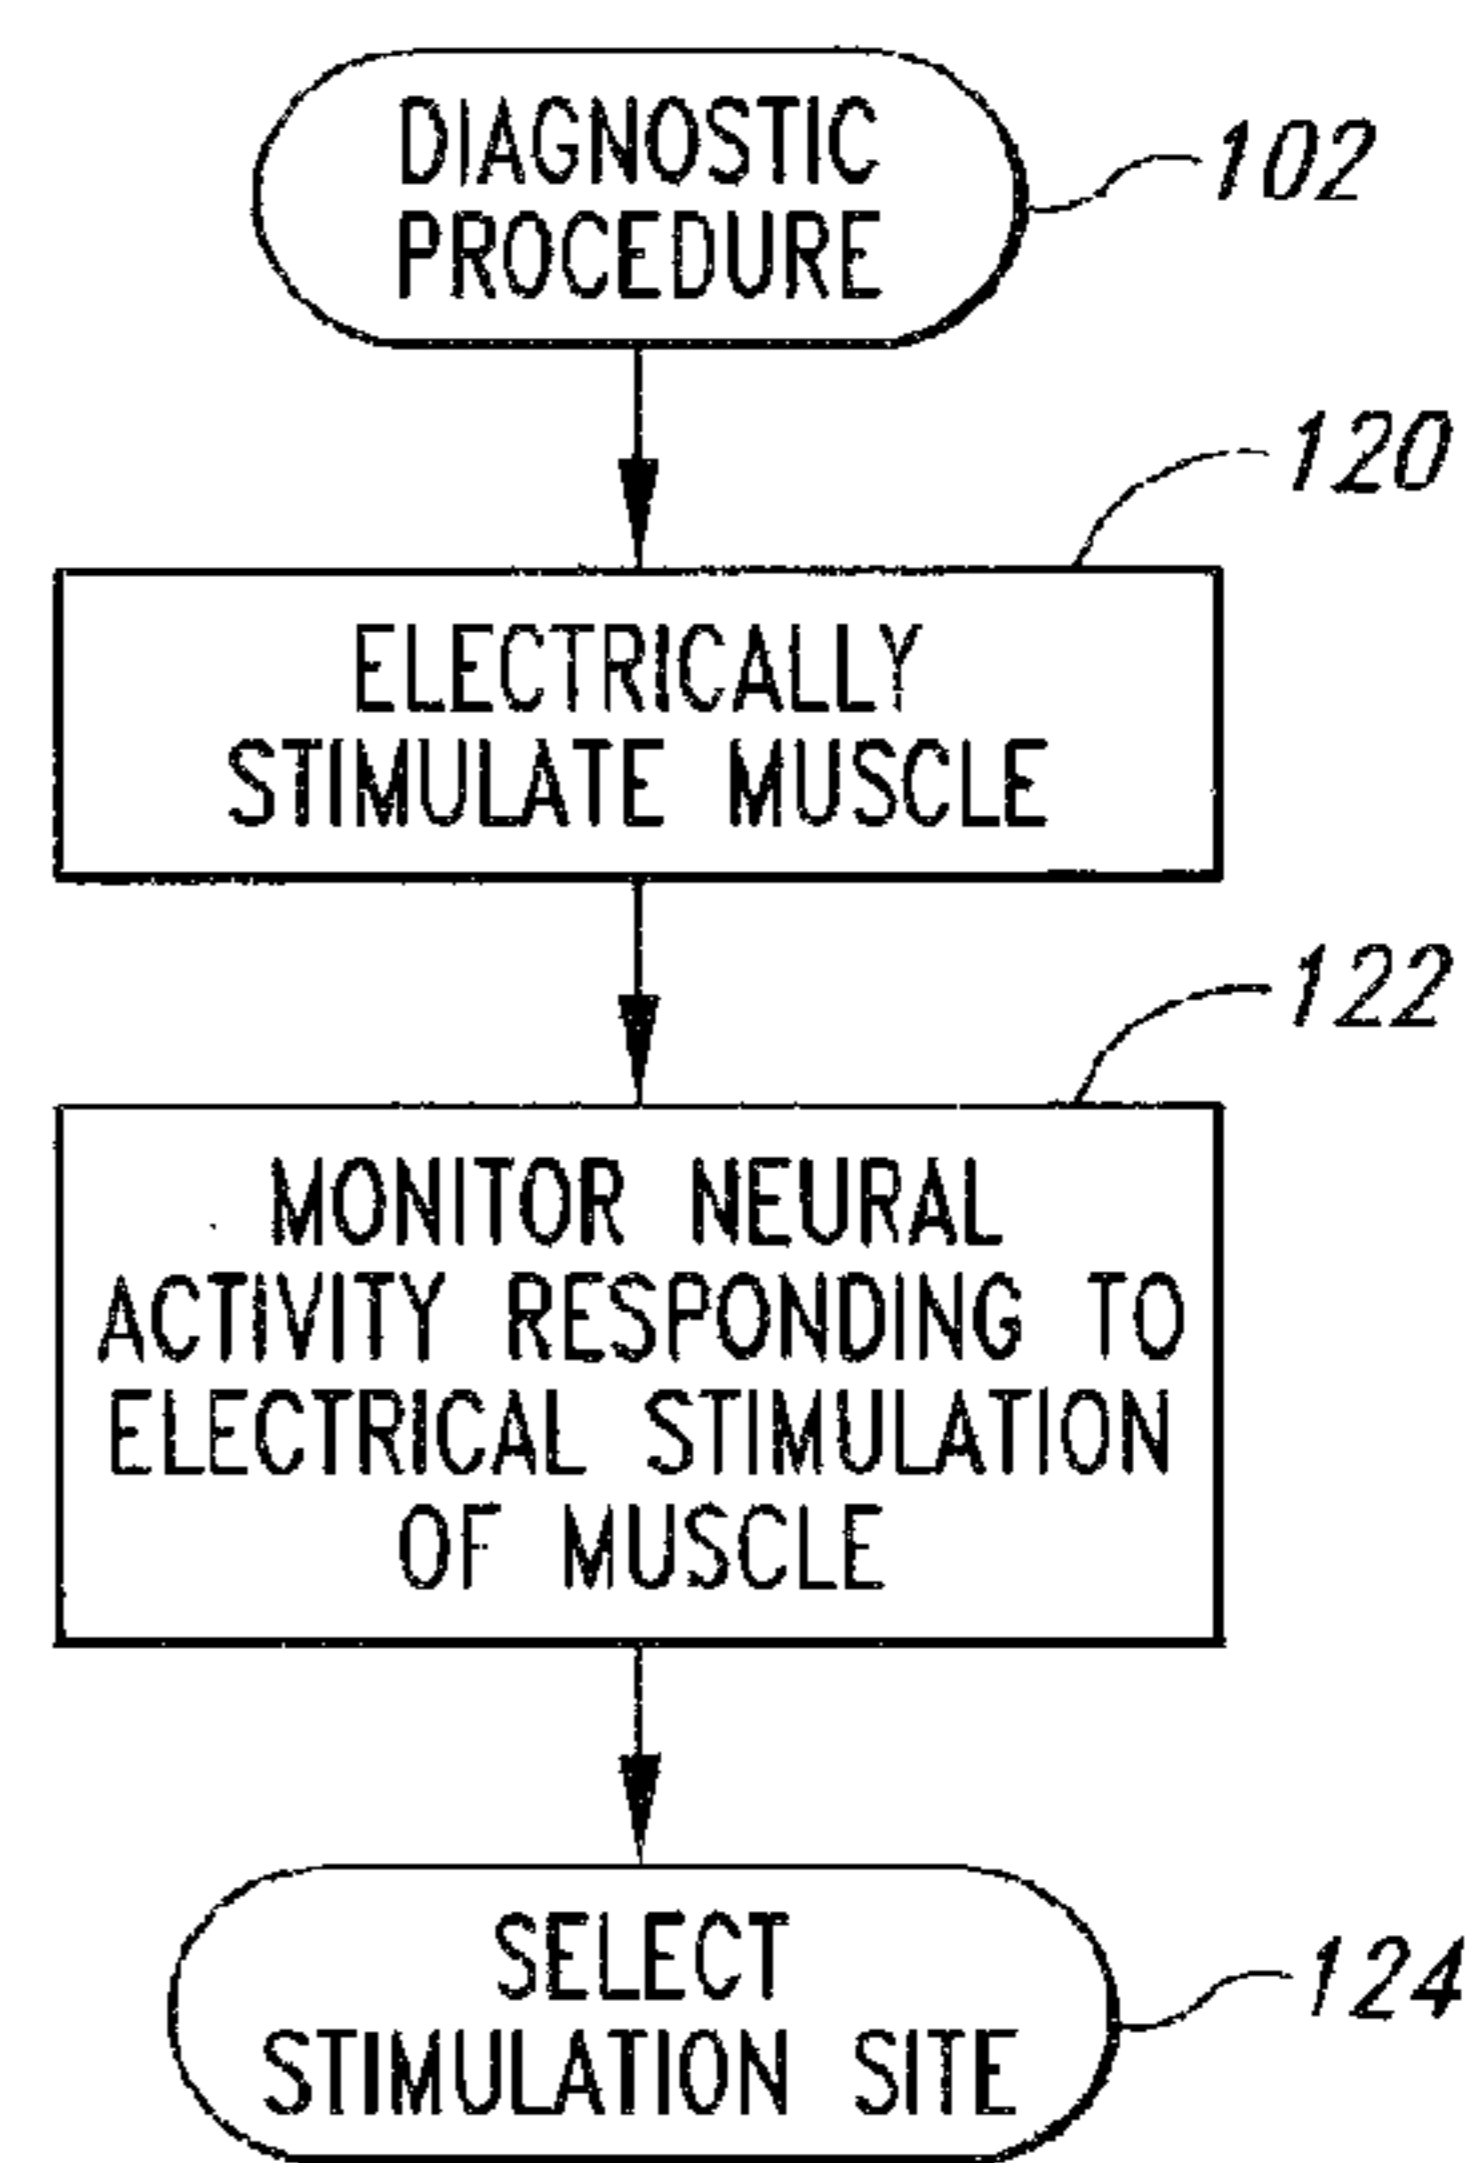 DIAGNOSTIC
PROCEDURE
102
120
ELECTRICALLY
STIMULATE MUSCLE
122
MONITOR NEURAL
ACTIVITY RESPONDING TO
ELECTRICAL STIMULATION
OF MUSCLE
SELECT
STIMULATION SITE
124